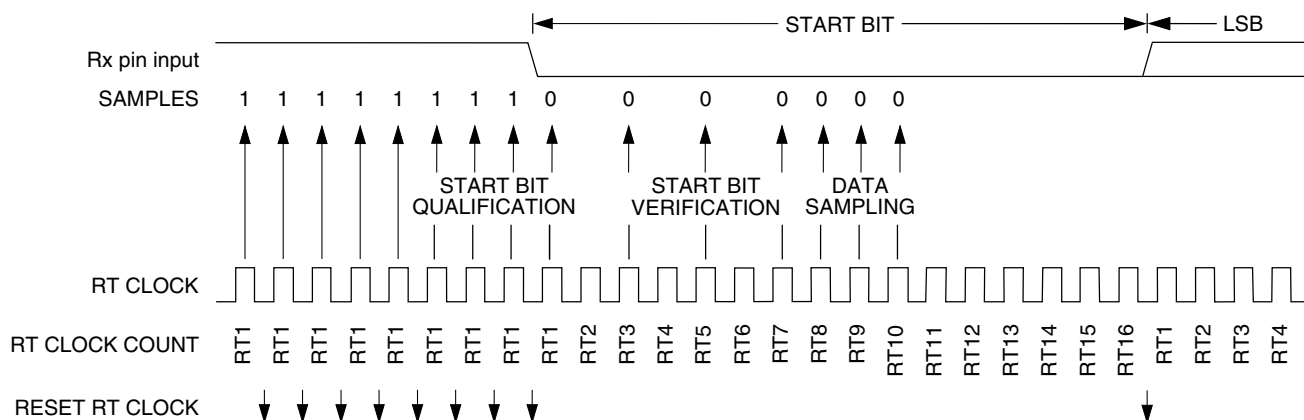 START BIT LSB
Rx pin input
SAMPLES 1 1 1 1 1 1 1 1 0 0 0 0 0 0 0
START BIT QUALIFICATION
START BIT VERIFICATION
DATA SAMPLING
RT CLOCK
RT CLOCK COUNT RT1 RT1 RT1 RT1 RT1 RT1 RT1 RT1 RT1 RT2 RT3 RT4 RT5 RT6 RT7 RT8 RT9 RT10 RT11 RT12 RT13 RT14 RT15 RT16 RT1 RT2 RT3 RT4
RESET RT CLOCK